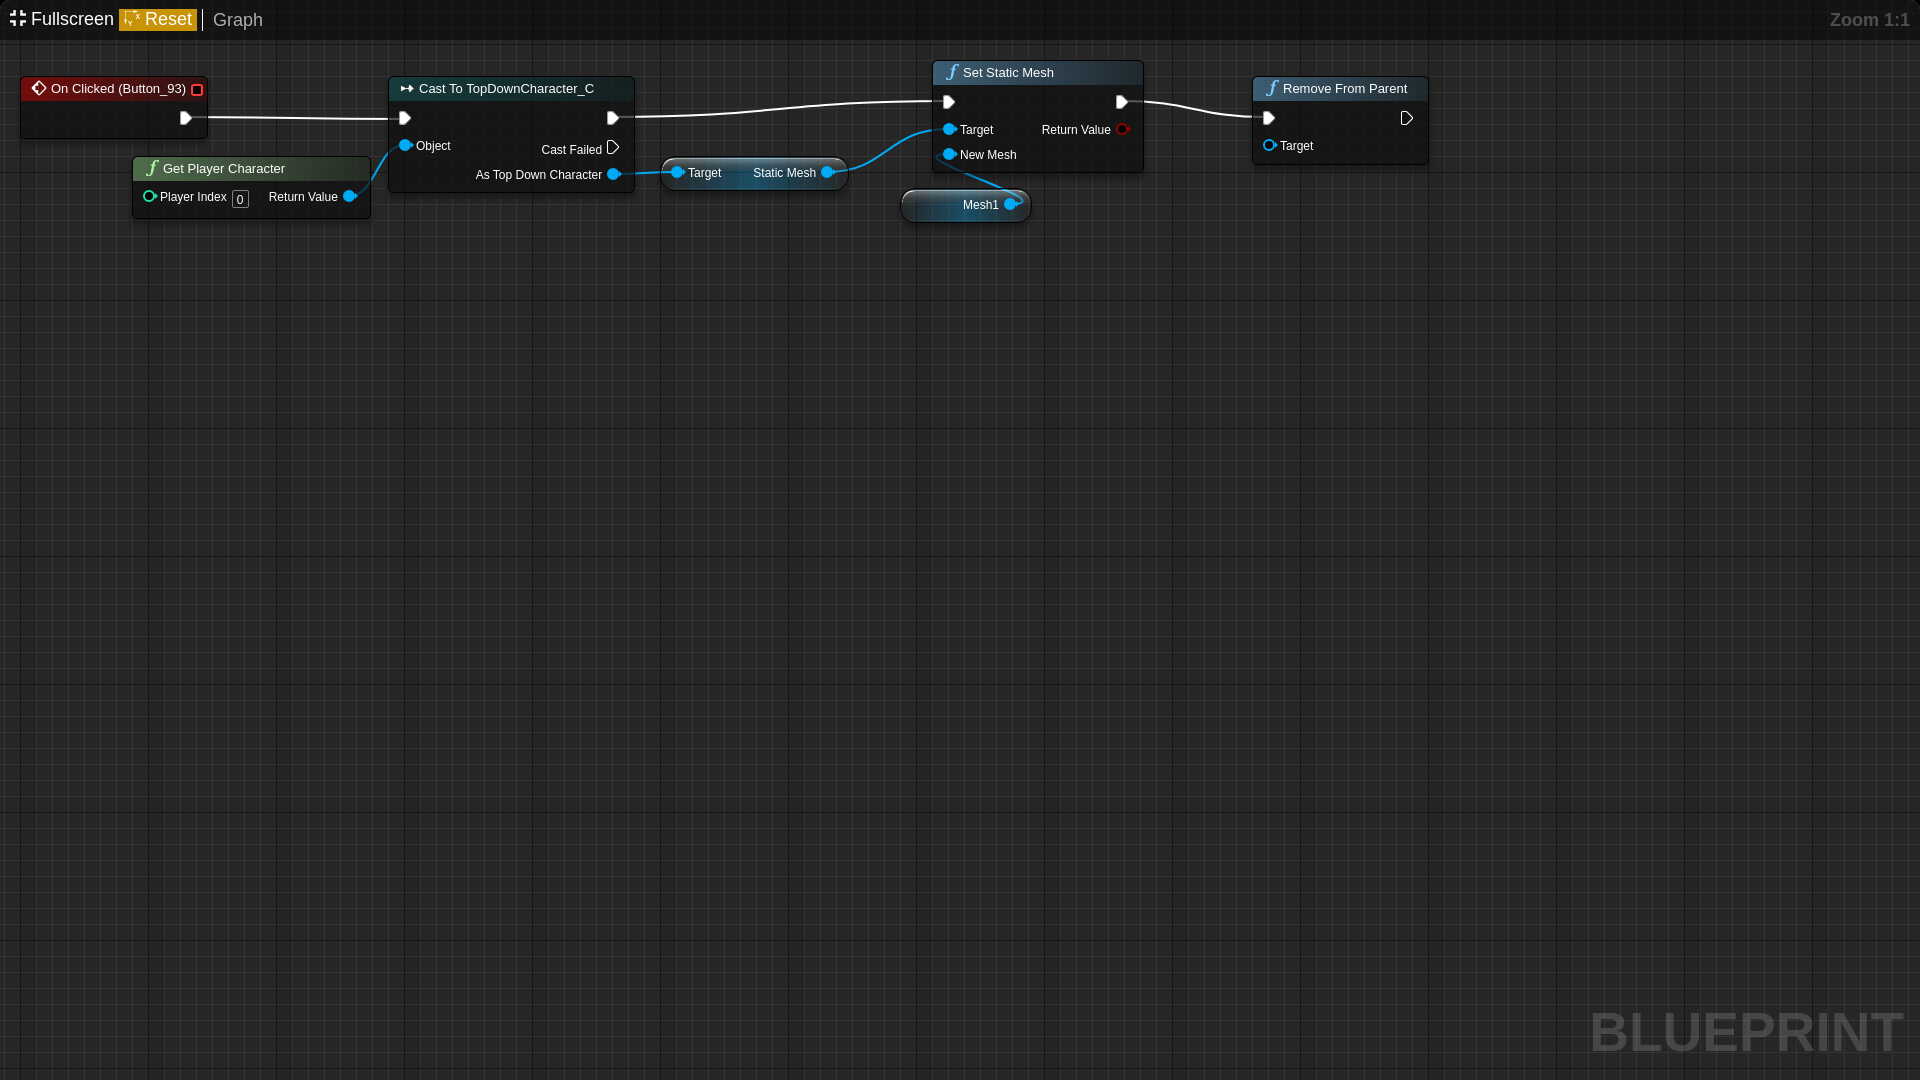 Fullscreen Reset Graph Zoom 1:1
On Clicked (Button_93)
Get Player Character
Player Index 0 Return Value
Cast To TopDownCharacter_C
Object
Cast Failed
As Top Down Character
Target Static Mesh
Set Static Mesh
Target Return Value
New Mesh
Mesh1
Remove From Parent
Target
BLUEPRINT